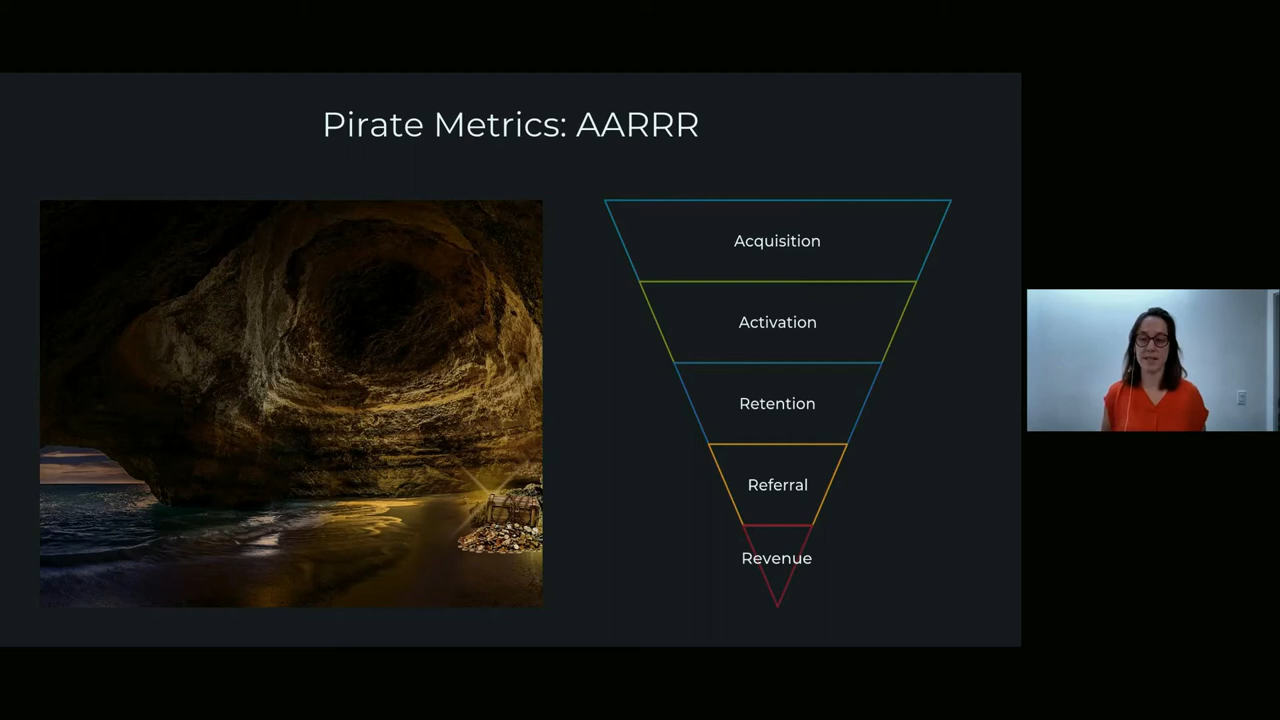 Pirate Metrics: AARRR
Acquisition
Activation
Retention
Referral
Revenue